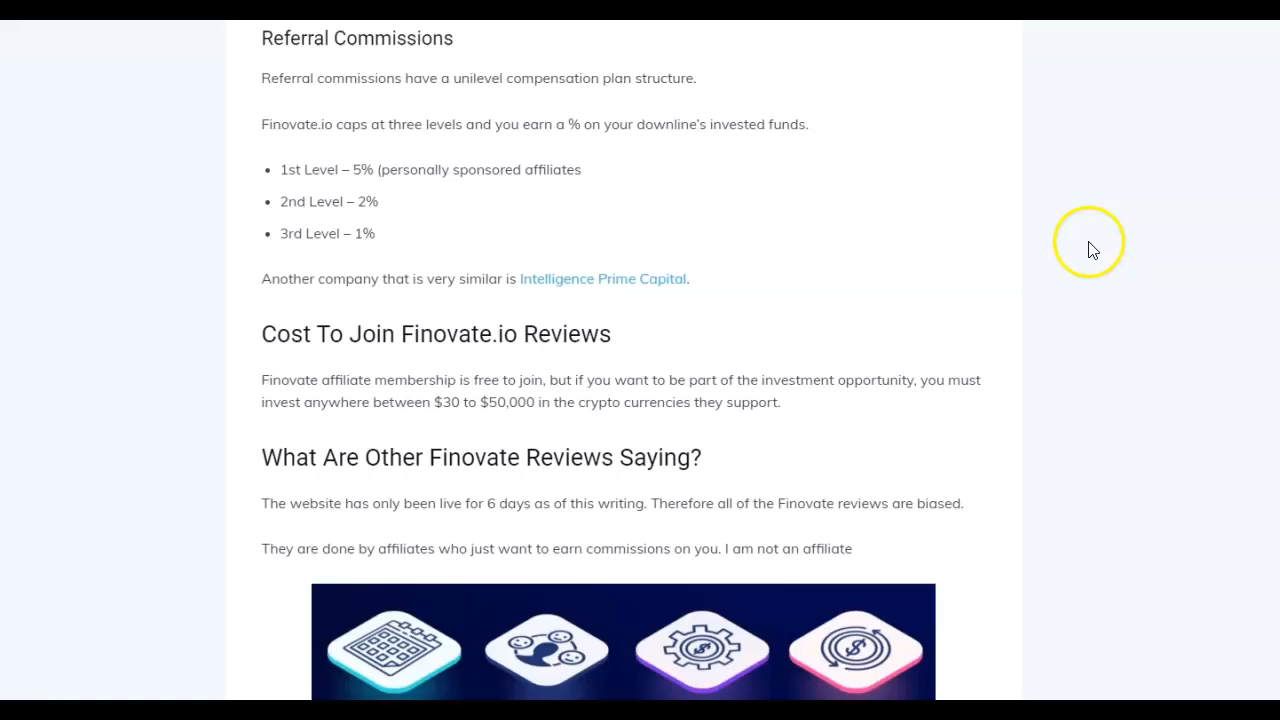 Referral Commissions
Referral commissions have a unilevel compensation plan structure.
Finovate.io caps at three levels and you earn a % on your downline’s invested funds.
• 1st Level – 5% (personally sponsored affiliates
• 2nd Level – 2%
• 3rd Level – 1%
Another company that is very similar is Intelligence Prime Capital.
Cost To Join Finovate.io Reviews
Finovate affiliate membership is free to join, but if you want to be part of the investment opportunity, you must
invest anywhere between $30 to $50,000 in the crypto currencies they support.
What Are Other Finovate Reviews Saying?
The website has only been live for 6 days as of this writing. Therefore all of the Finovate reviews are biased.
They are done by affiliates who just want to earn commissions on you. I am not an affiliate